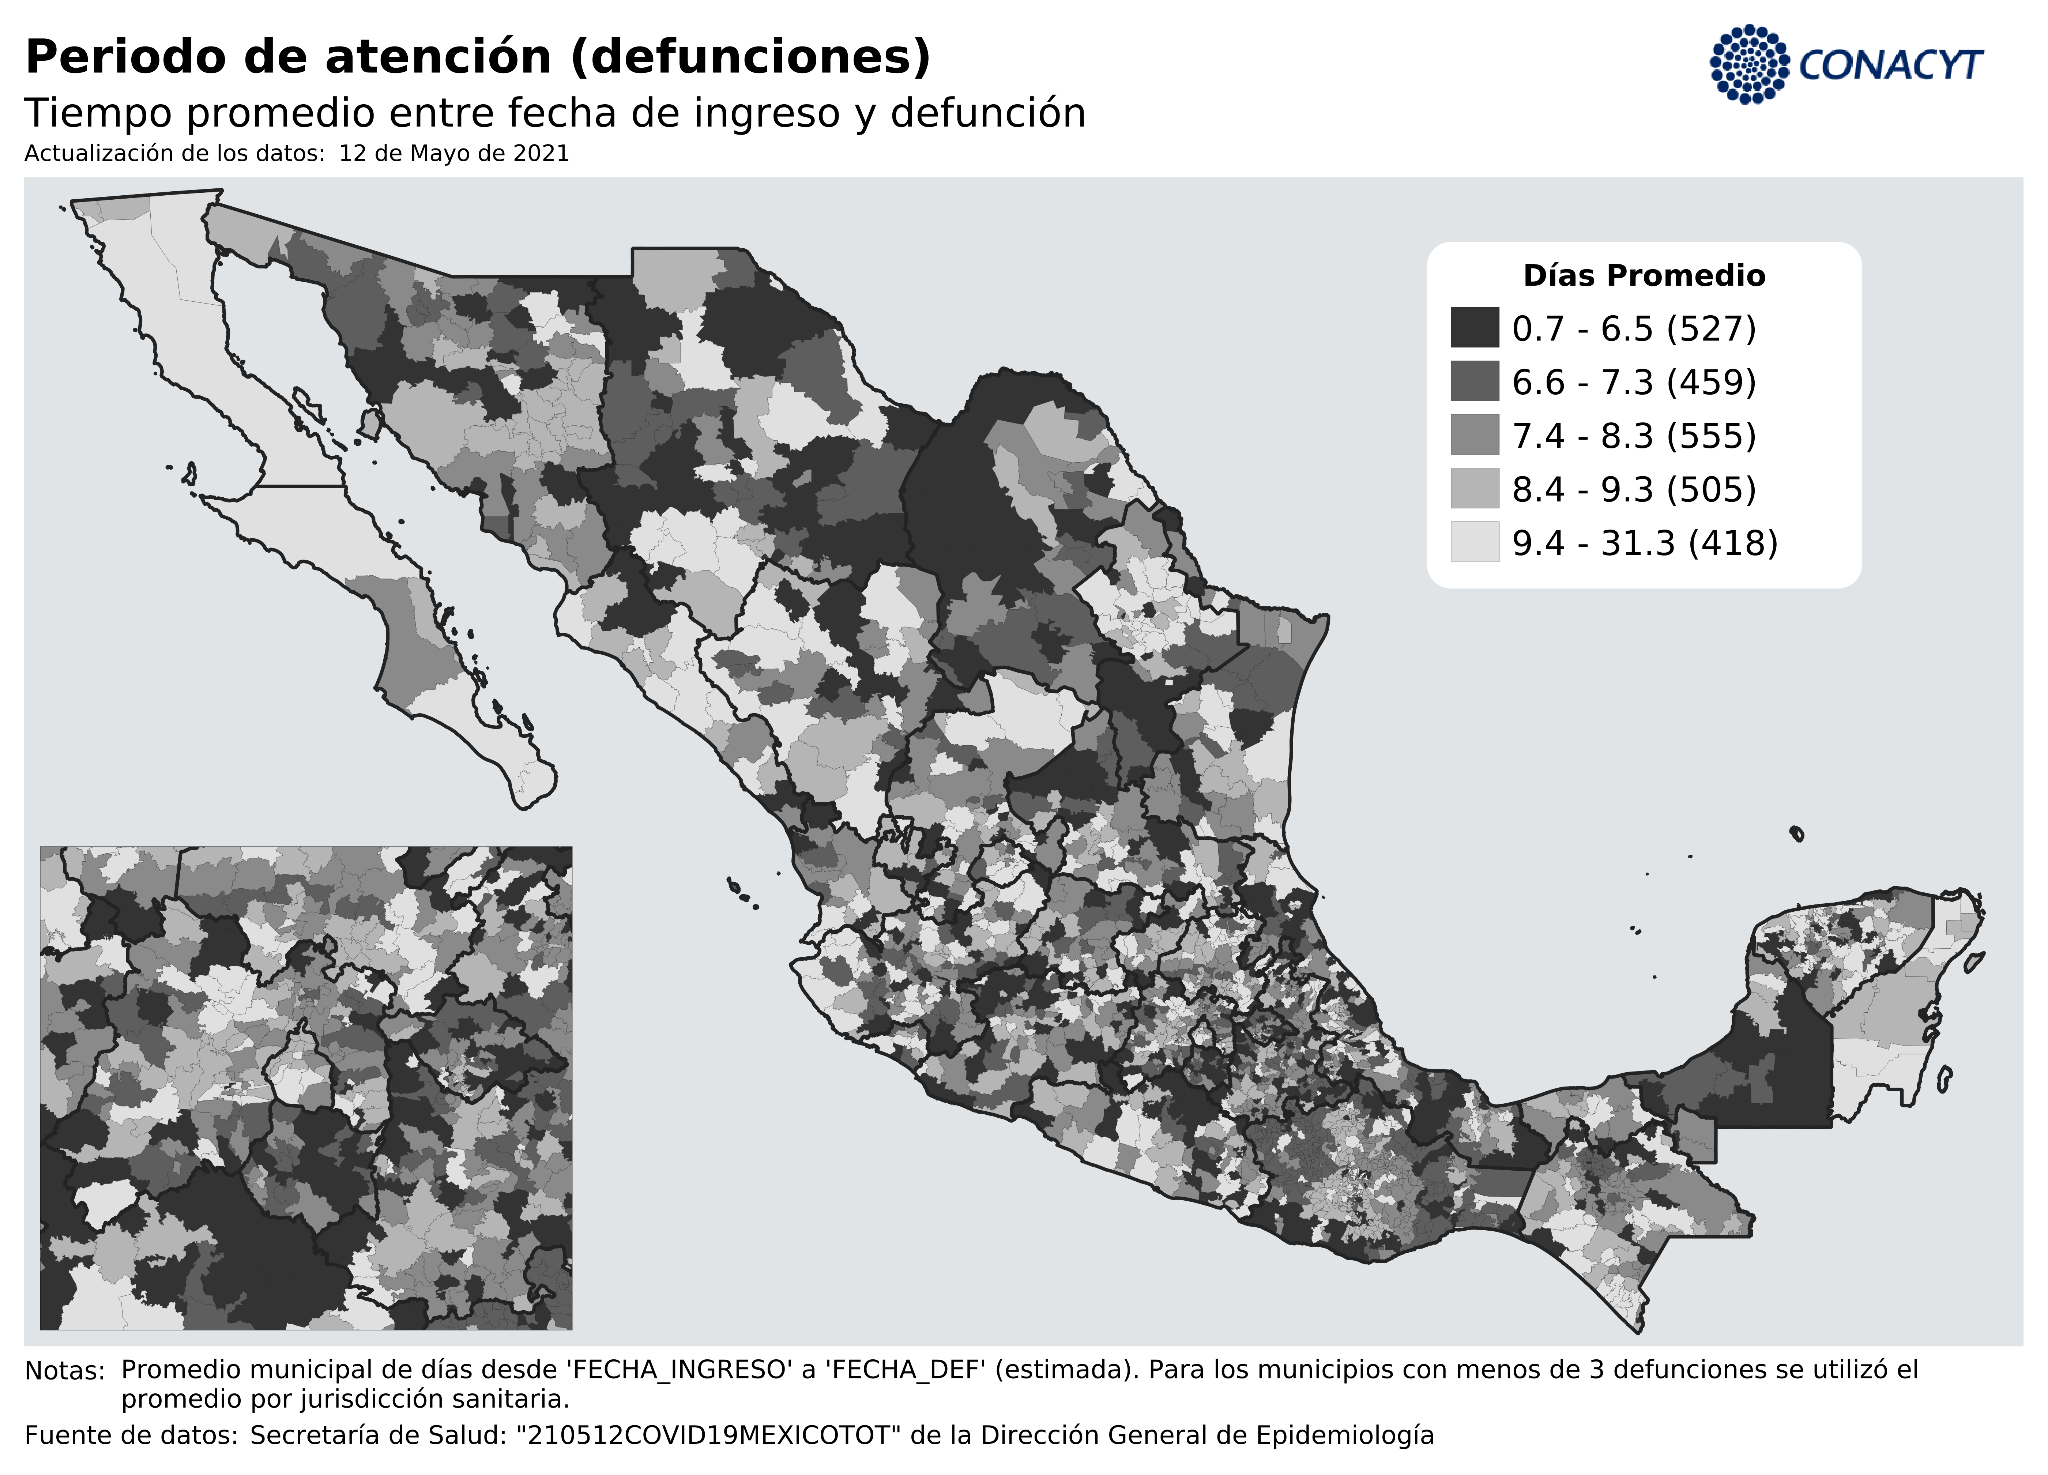 Periodo de atención (defunciones)
Tiempo promedio entre fecha de ingreso y defunción
Actualización de los datos: 12 de Mayo de 2021
CONACYT
Días Promedio
0.7 - 6.5 (527)
6.6 - 7.3 (459)
7.4 - 8.3 (555)
8.4 - 9.3 (505)
9.4 - 31.3 (418)
Notas: Promedio municipal de días desde 'FECHA_INGRESO' a 'FECHA_DEF' (estimada). Para los municipios con menos de 3 defunciones se utilizó el
promedio por jurisdicción sanitaria.
Fuente de datos: Secretaría de Salud: "210512COVID19MEXICOTOT" de la Dirección General de Epidemiología